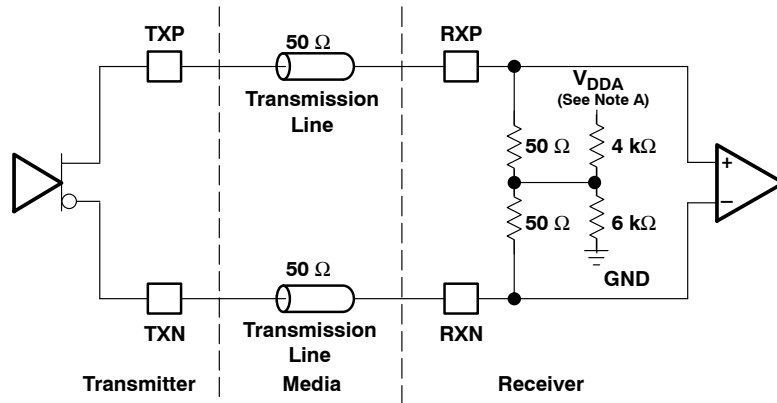 TXP
50 Ω
Transmission
Line
RXP
VDDA
(See Note A)
50 Ω
4 kΩ
+
−
50 Ω
6 kΩ
GND
50 Ω
Transmission
Line
TXN
RXN
Transmitter
Media
Receiver